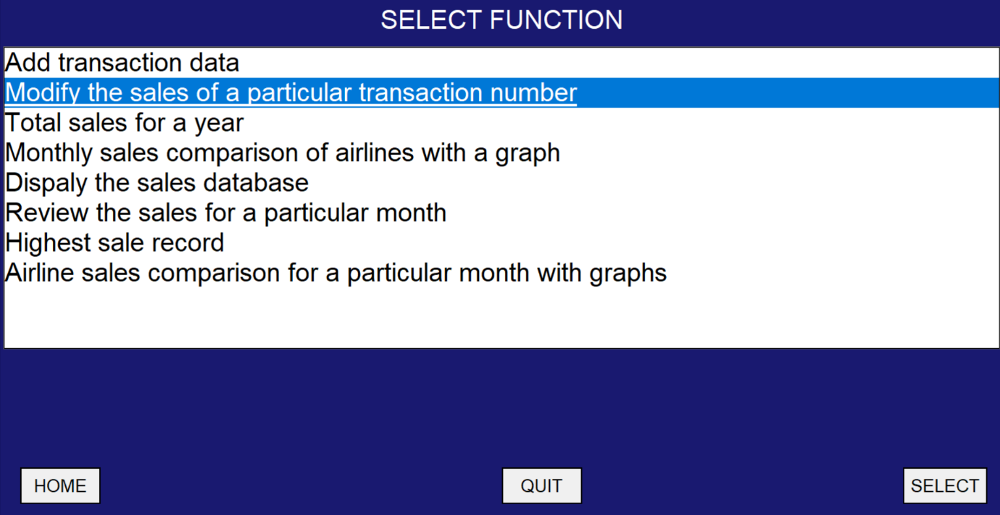 SELECT FUNCTION
Add transaction data
Modify the sales of a particular transaction number
Total sales for a year
Monthly sales comparison of airlines with a graph
Dispaly the sales database
Review the sales for a particular month
Highest sale record
Airline sales comparison for a particular month with graphs
HOME QUIT SELECT